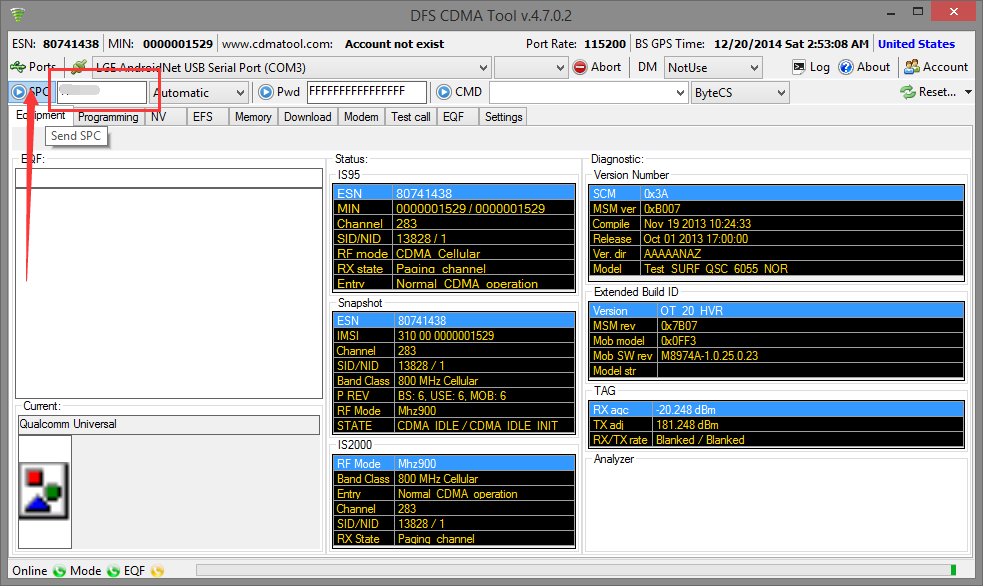 DFS CDMA Tool v.4.7.0.2
ESN: 80741438 MIN: 0000001529 www.cdmatool.com: Account not exist Port Rate: 115200 BS GPS Time: 12/20/2014 Sat 2:53:08 AM United States
Ports LGE AndroidNet USB Serial Port (COM3) Abort DM NotUse Log About Account
SPC Automatic Pwd FFFFFFFFFFFFFFFF CMD ByteCS Reset...
Equipment Programming NV EFS Memory Download Modem Test call EQF Settings
Send SPC
EQF:
Current:
Qualcomm Universal
Status:
IS95
ESN 80741438
MIN 0000001529 / 0000001529
Channel 283
SID/NID 13828 / 1
RF mode CDMA Cellular
RX state Paging channel
Entry Normal CDMA operation
Snapshot
ESN 80741438
IMSI 310 00 0000001529
Channel 283
SID/NID 13828 / 1
Band Class 800 MHz Cellular
P REV BS: 6, USE: 6, MOB: 6
RF Mode Mhz900
STATE CDMA IDLE / CDMA IDLE INIT
IS2000
RF Mode Mhz900
Band Class 800 MHz Cellular
Entry Normal CDMA operation
Channel 283
SID/NID 13828 / 1
RX State Paging channel
Diagnostic:
Version Number
SCM 0x3A
MSM ver 0xB007
Compile Nov 19 2013 10:24:33
Release Oct 01 2013 17:00:00
Ver. dir AAAAANAZ
Model Test SURF QSC 6055 NOR
Extended Build ID
Version OT 20 HVR
MSM rev 0x7B07
Mob model 0x0FF3
Mob SW rev M8974A-1.0.25.0.23
Model str
TAG
RX agc -20.248 dBm
TX adj 181.248 dBm
RX/TX rate Blanked / Blanked
Analyzer
Online Mode EQF